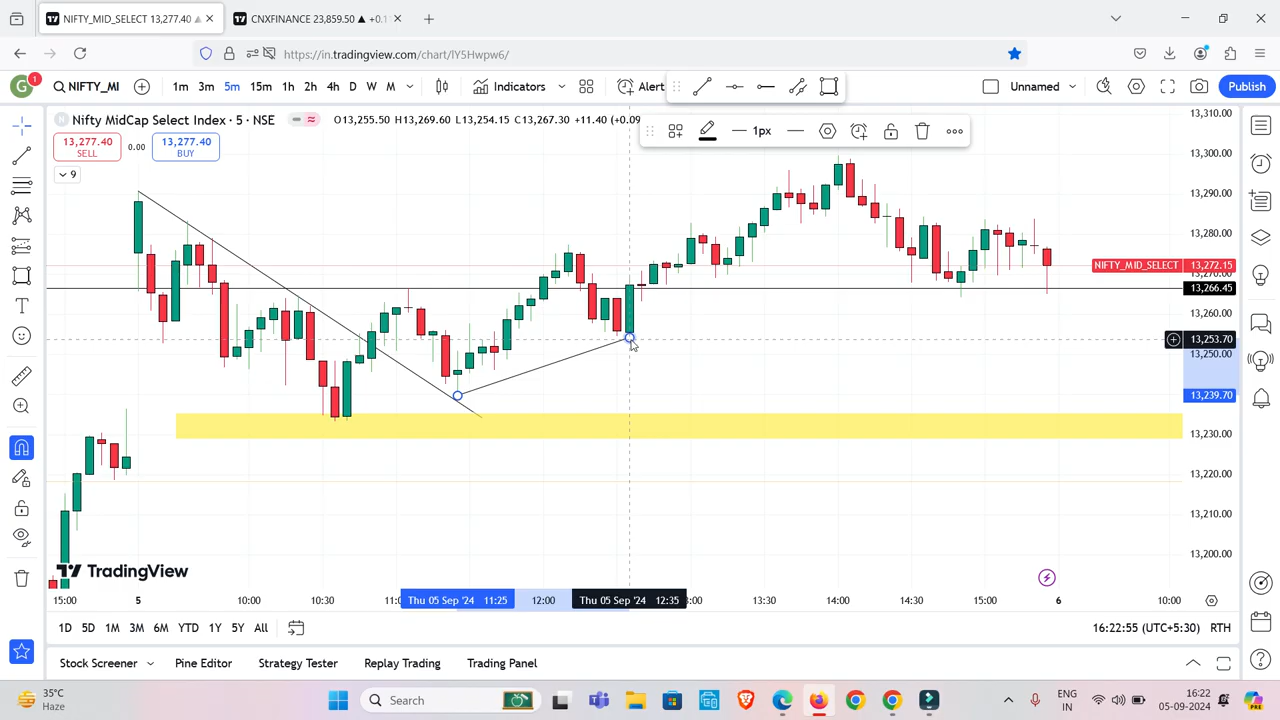 NIFTY_MID_SELECT 13,277.40
CNXFINANCE 23,859.50 ▲ +0.1
https://in.tradingview.com/chart/lY5Hwpw6/
G 1
NIFTY_MI
1m 3m 5m 15m 1h 2h 4h D W M
Indicators
Alert
Unnamed
Publish
Nifty MidCap Select Index · 5 · NSE
O13,255.50 H13,269.60 L13,254.15 C13,267.30 +11.40 (+0.09
1px
13,277.40
SELL
0.00
13,277.40
BUY
9
13,310.00
13,300.00
13,290.00
13,280.00
NIFTY_MID_SELECT 13,272.15
13,270.00
13,266.45
13,260.00
13,253.70
13,250.00
13,239.70
13,230.00
13,220.00
13,210.00
13,200.00
TradingView
15:00 5 10:00 10:30 Thu 05 Sep '24 11:25 12:00 Thu 05 Sep '24 12:35 13:30 14:00 14:30 15:00 6 10:00
1D 5D 1M 3M 6M YTD 1Y 5Y All
16:22:55 (UTC+5:30) RTH
Stock Screener Pine Editor Strategy Tester Replay Trading Trading Panel
35°C
Haze
Search
ENG
IN
16:22
05-09-2024